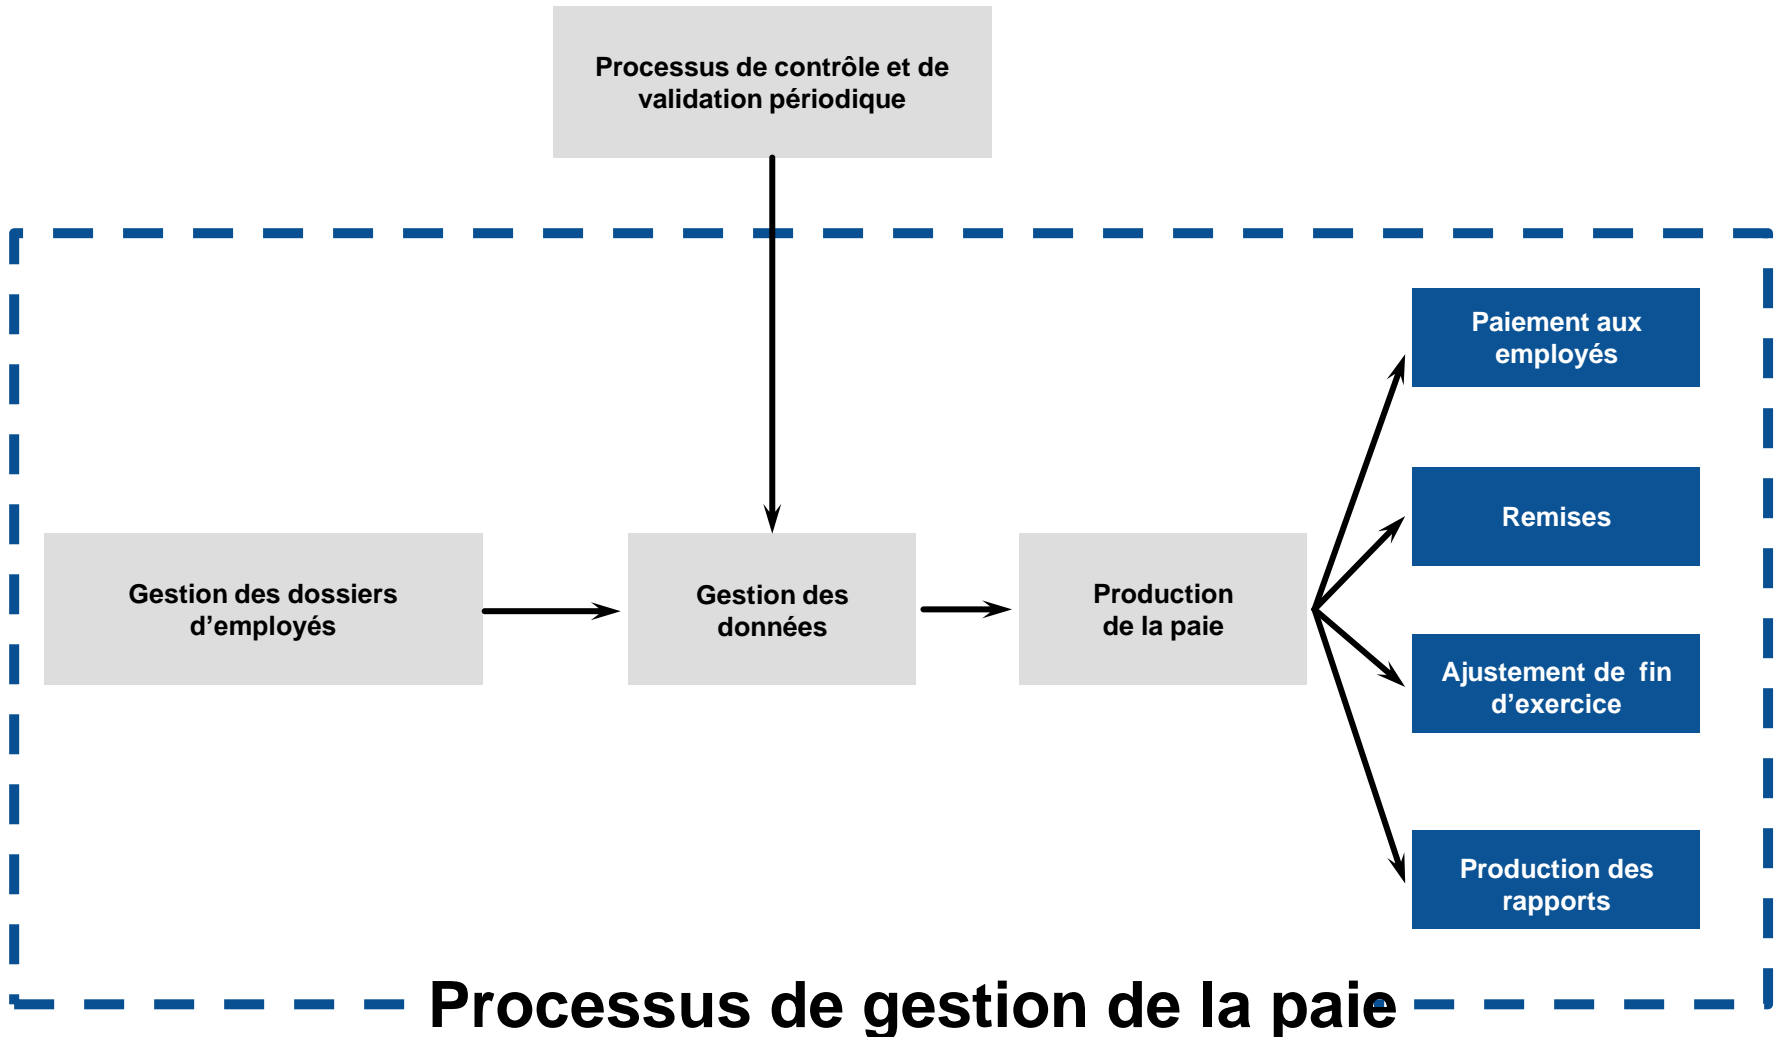 Processus de contrôle et de
validation périodique
Paiement aux
employés
Remises
Gestion des dossiers
d’employés
Gestion des
données
Production
de la paie
Ajustement de  fin
d’exercice
Production des
rapports
Processus de gestion de la paie